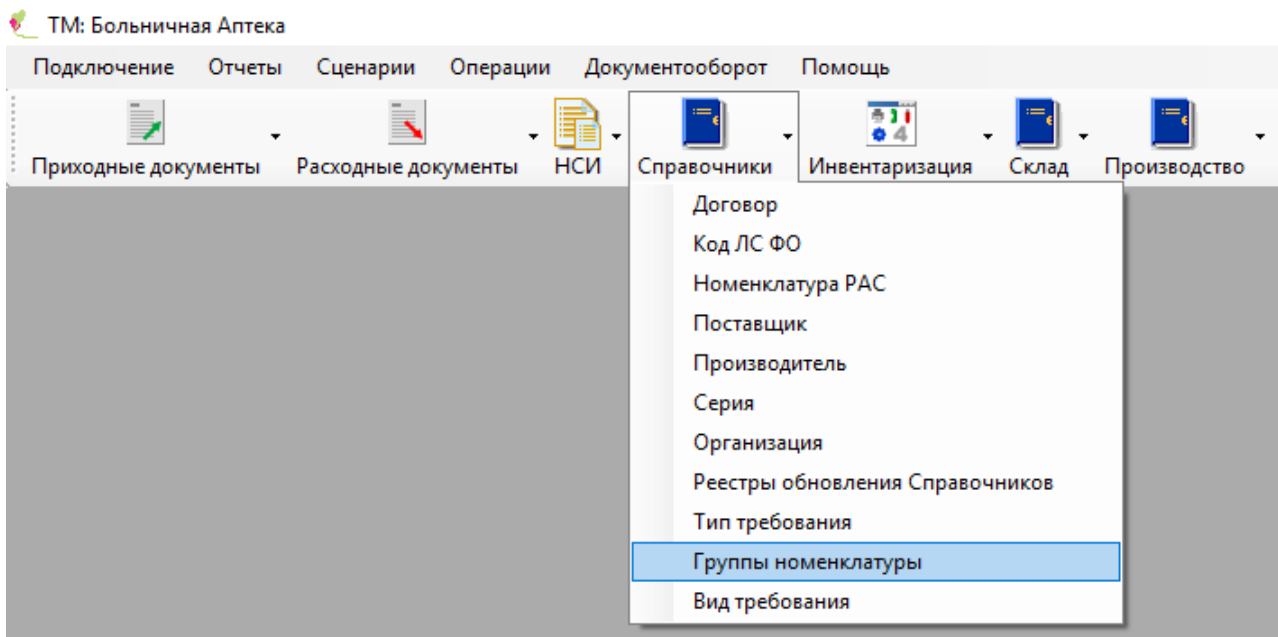 ТМ: Больничная Аптека
Подключение Отчеты Сценарии Операции Документооборот Помощь
Приходные документы Расходные документы НСИ Справочники Инвентаризация Склад Производство
Договор
Код ЛС ФО
Номенклатура РАС
Поставщик
Производитель
Серия
Организация
Реестры обновления Справочников
Тип требования
Группы номенклатуры
Вид требования